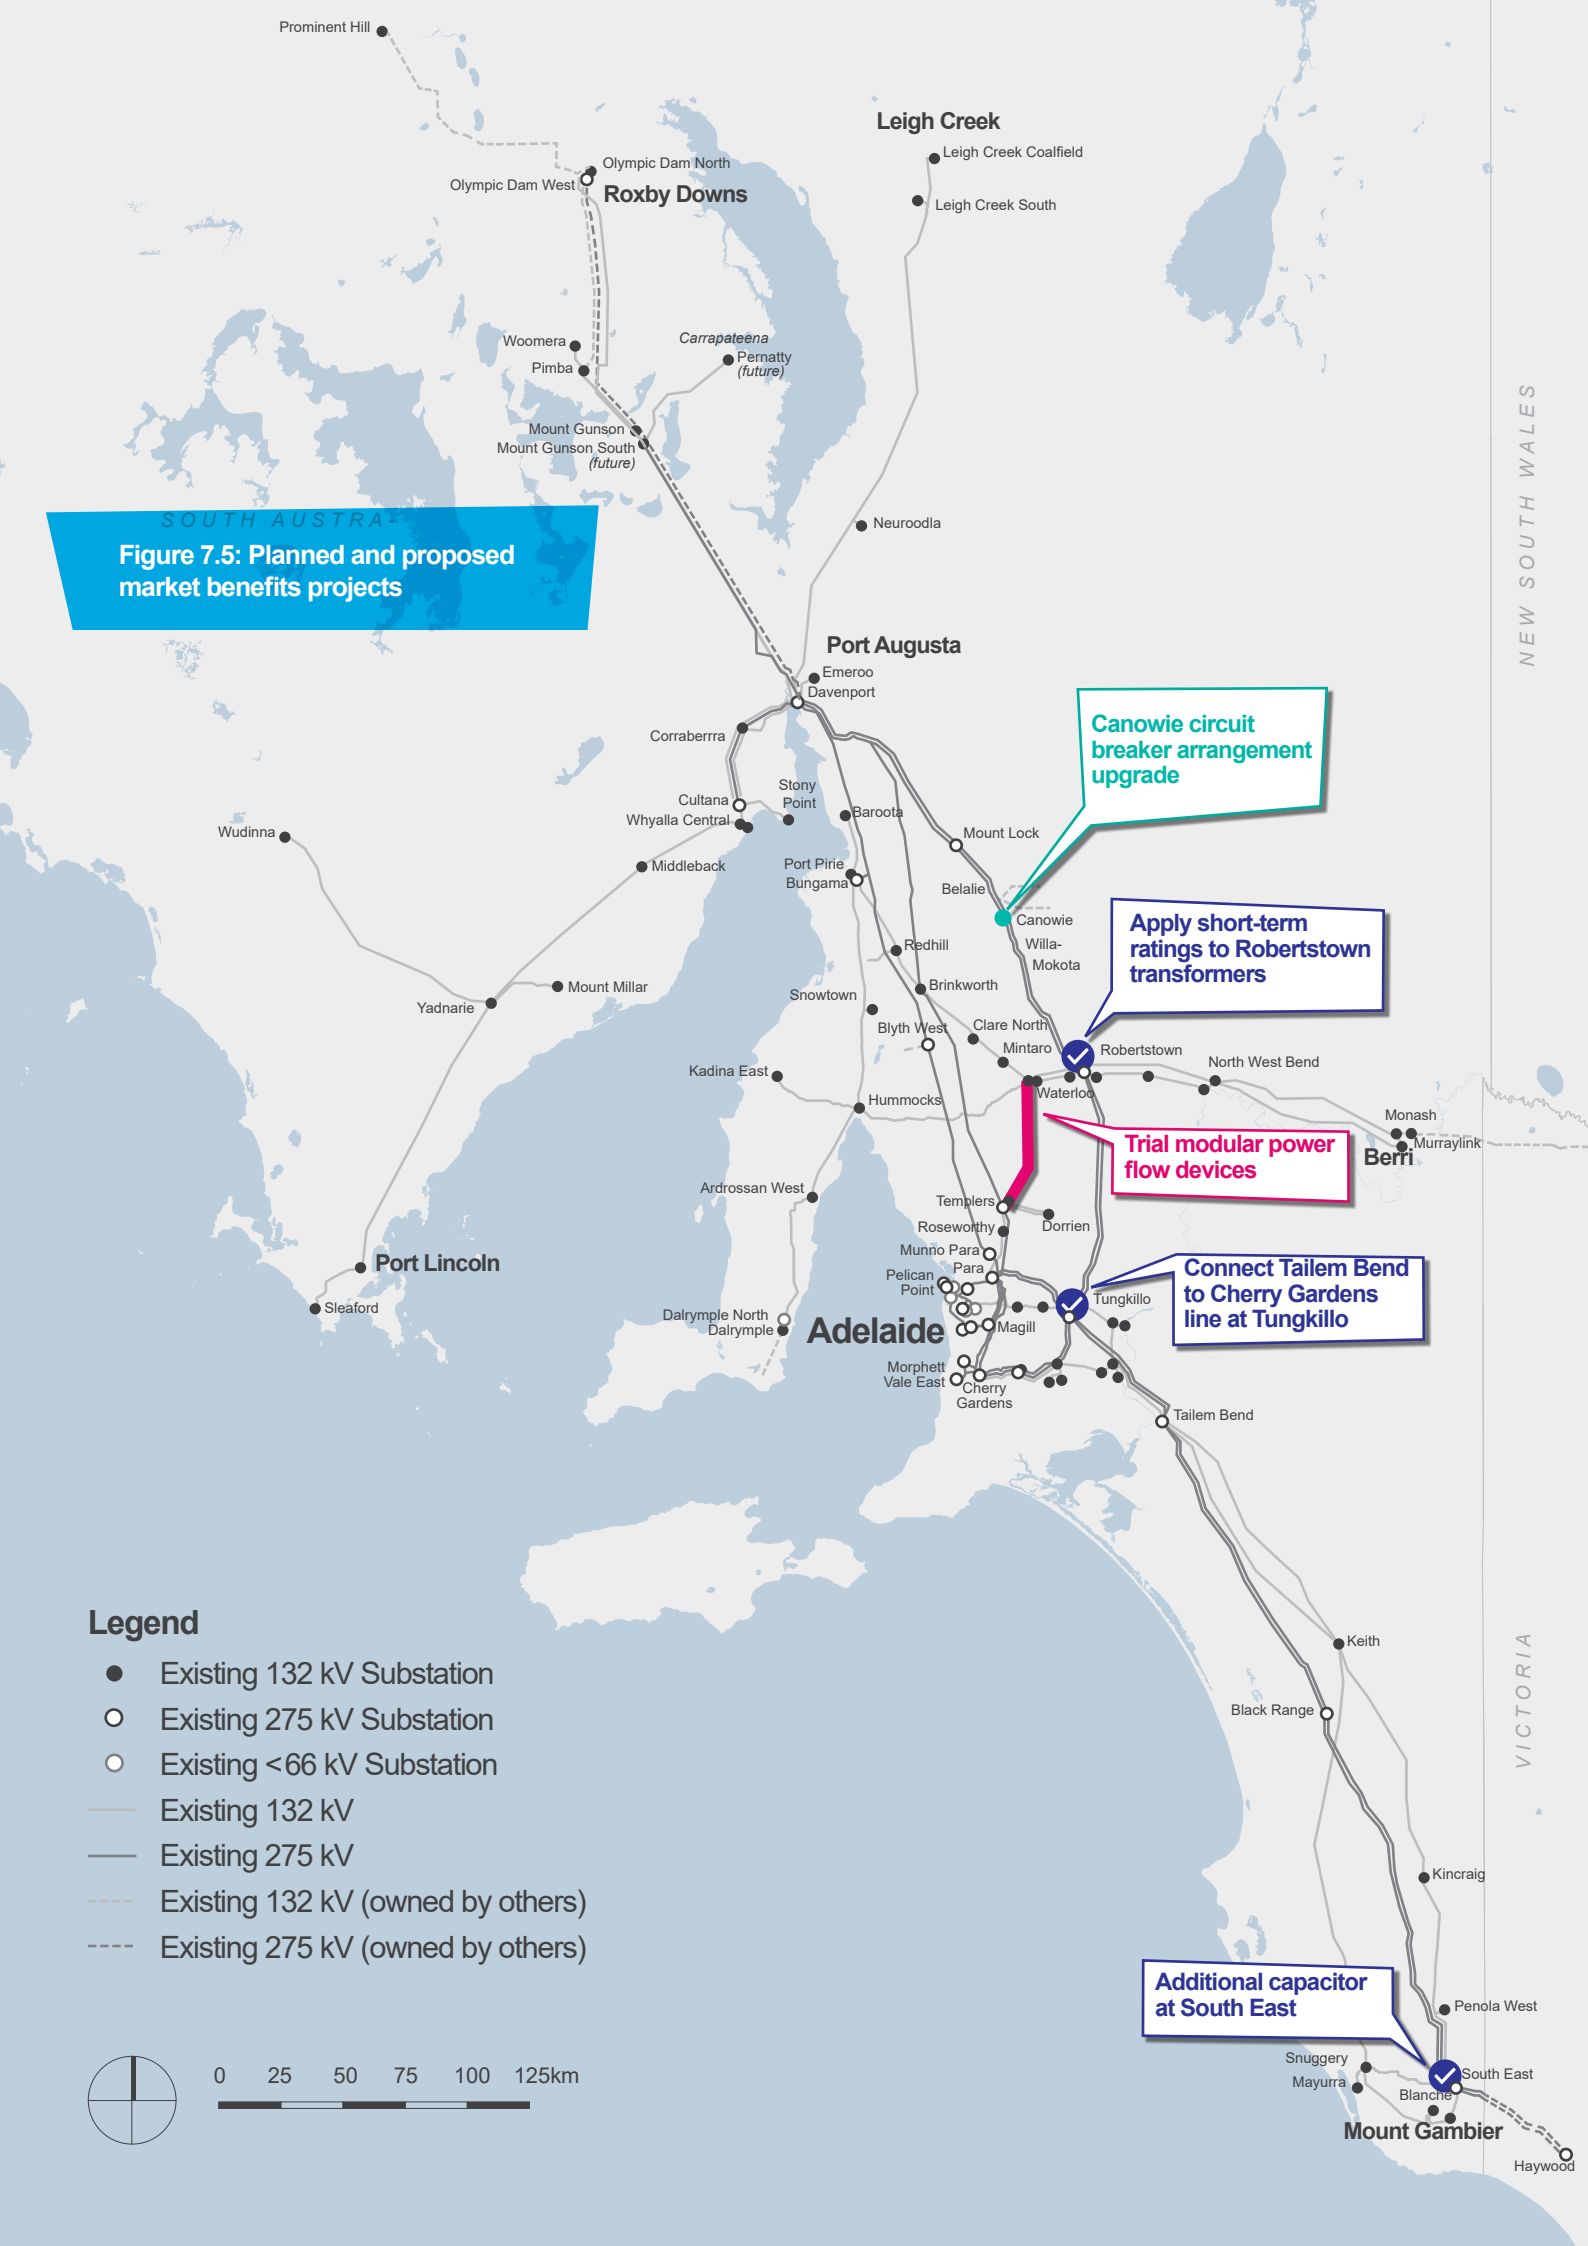 Prominent Hill
Leigh Creek
Leigh Creek Coalfield
Olympic Dam North
Olympic Dam West
Roxby Downs
Leigh Creek South
Woomera
Carrapateena
Pernatty
(future)
Pimba
Mount Gunson
Mount Gunson South
(future)
NEW SOUTH WALES
SOUTH AUSTRA-
Figure 7.5: Planned and proposed
market benefits projects
Neuroodla
Port Augusta
Emeroo
Davenport
Corraberrra
Canowie circuit
breaker arrangement
upgrade
Stony
Point
Cultana
Whyalla Central
Baroota
Wudinna
Mount Lock
Middleback
Port Pirie
Bungama
Belalie
Canowie
Apply short-term
ratings to Robertstown
transformers
Willa-
Mokota
Redhill
Mount Millar
Brinkworth
Snowtown
Yadnarie
Blyth West
Clare North
Mintaro
Robertstown
North West Bend
Kadina East
Waterloo
Hummocks
Monash
Murraylink
Berri
Trial modular power
flow devices
Ardrossan West
Templers
Dorrien
Roseworthy
Munno Para
Para
Pelican
Point
Port Lincoln
Connect Tailem Bend
to Cherry Gardens
line at Tungkillo
Tungkillo
Sleaford
Dalrymple North
Dalrymple
Adelaide
Magill
Morphett
Vale East
Cherry
Gardens
Tailem Bend
Keith
Black Range
VICTORIA
Kincraig
Legend
Existing 132 kV Substation
Existing 275 kV Substation
Existing <66 kV Substation
Existing 132 kV
Existing 275 kV
Existing 132 kV (owned by others)
Existing 275 kV (owned by others)
Additional capacitor
at South East
Penola West
Snuggery
Mayurra
South East
Blanche
Mount Gambier
Haywood
0 25 50 75 100 125km